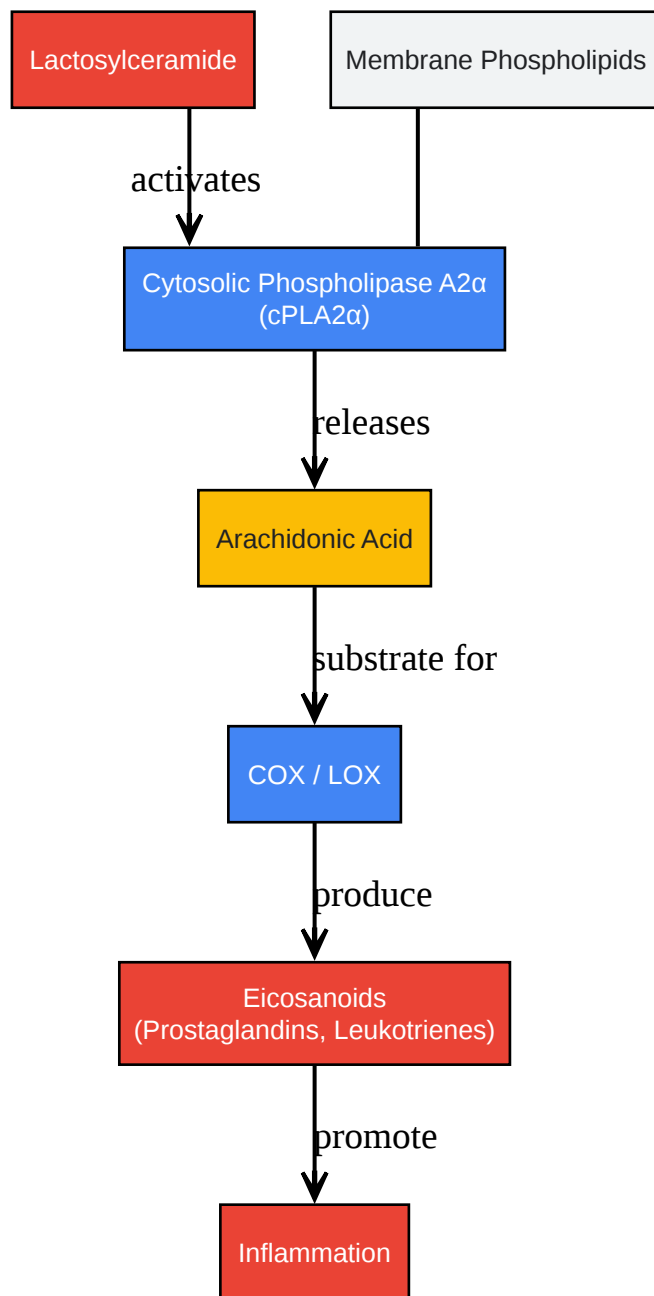 Lactosylceramide
Membrane Phospholipids
activates
Cytosolic Phospholipase A2α
(cPLA2α)
releases
Arachidonic Acid
substrate for
COX / LOX
produce
Eicosanoids
(Prostaglandins, Leukotrienes)
promote
Inflammation